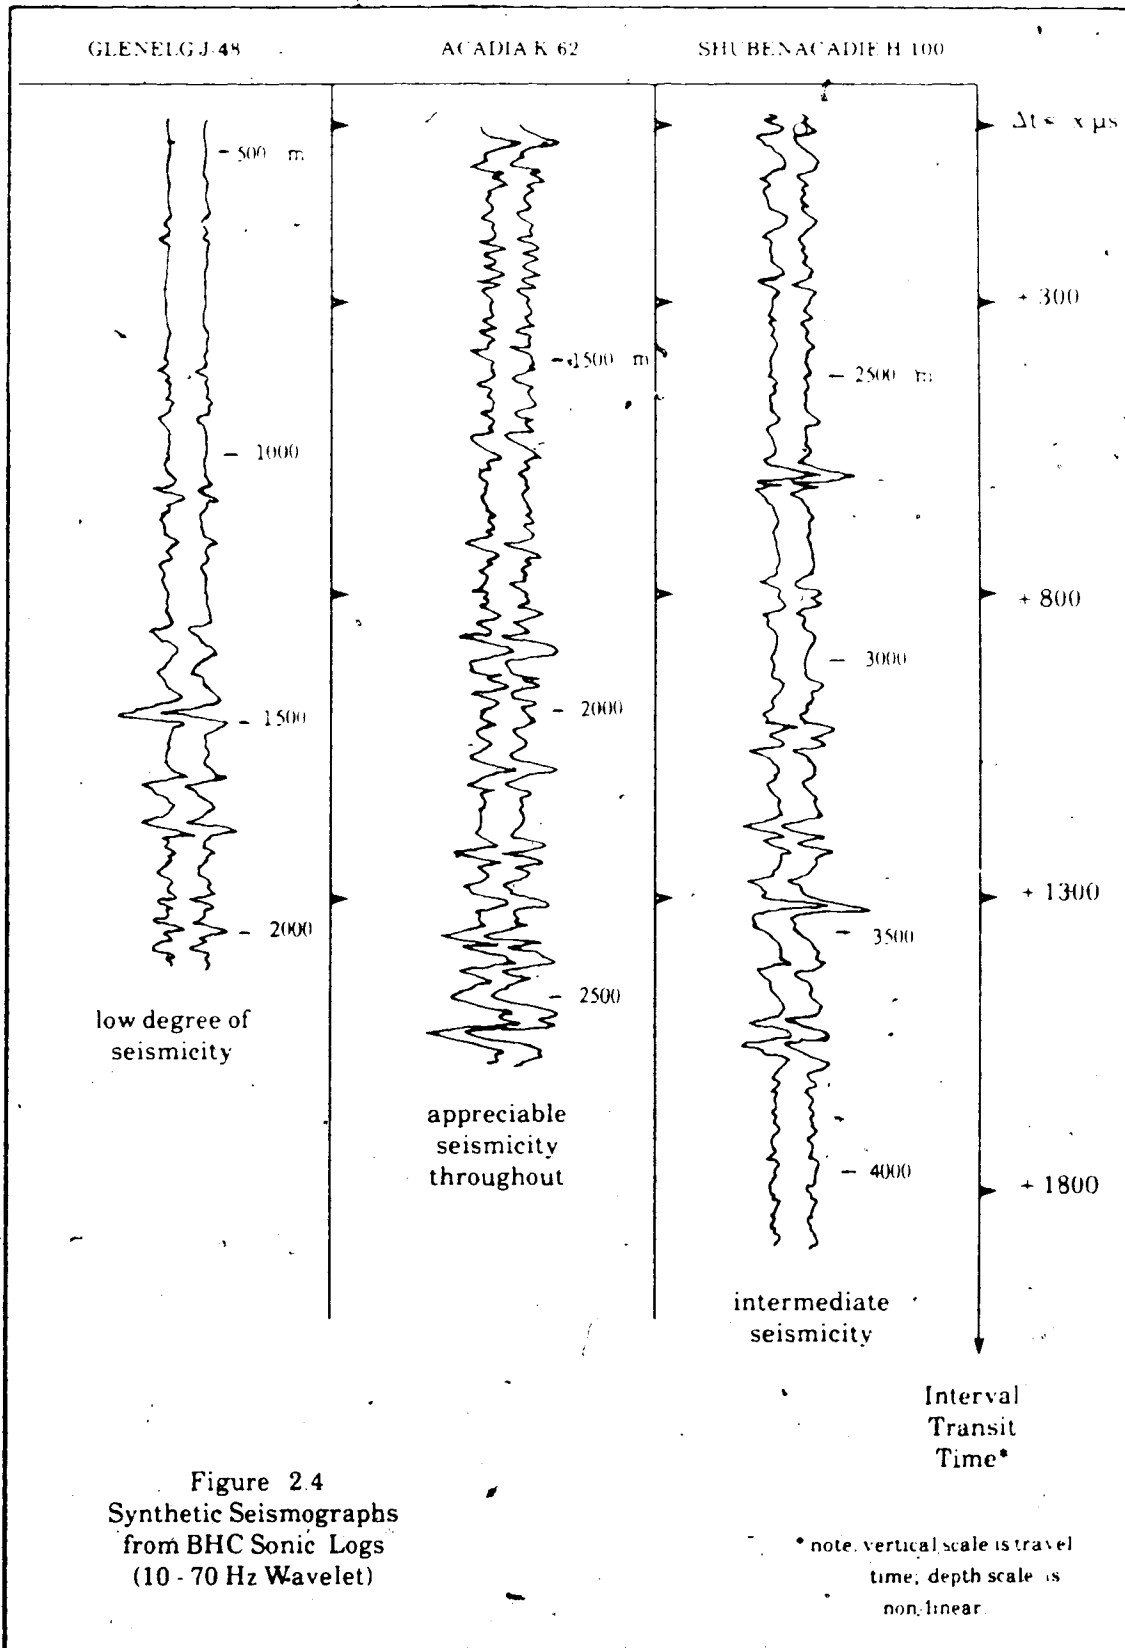 GLENELG J-48
ACADIA K-62
SHUBENACADIE H-100
Δt = x μs
- 500 m
+ 300
- 1500 m
- 2500 m
- 1000
+ 800
- 3000
- 1500
- 2000
+ 1300
- 2000
- 3500
- 2500
low degree of
seismicity
appreciable
seismicity
throughout
- 4000
+ 1800
intermediate
seismicity
Interval
Transit
Time*
Figure 2.4
Synthetic Seismographs
from BHC Sonic Logs
(10 - 70 Hz Wavelet)
* note: vertical scale is travel
time; depth scale is
non-linear